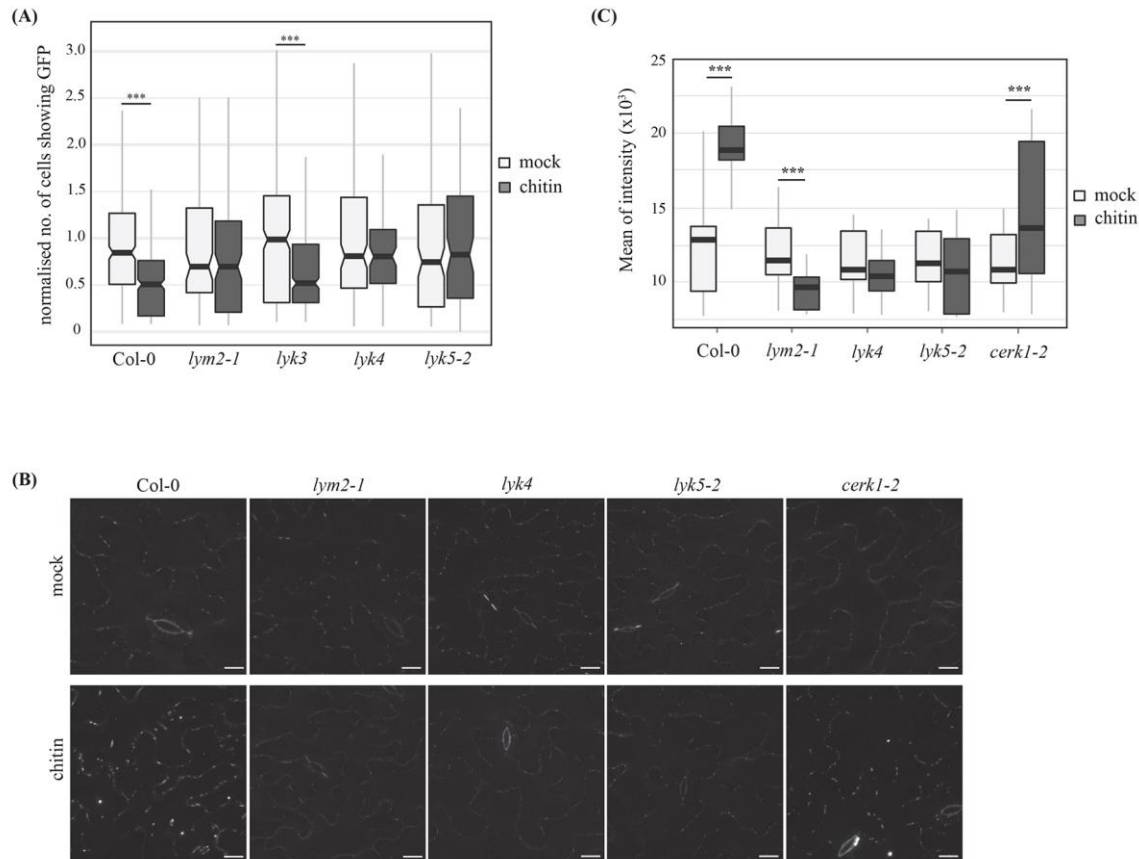 (A)
normalised no. of cells showing GFP
3.0
2.5
2.0
1.5
1.0
0.5
0
***
***
Col-0 lym2-1 lyk3 lyk4 lyk5-2
mock
chitin
(C)
Mean of intensity (x10³)
25
20
15
10
***
***
***
Col-0 lym2-1 lyk4 lyk5-2 cerk1-2
mock
chitin
(B)
Col-0 lym2-1 lyk4 lyk5-2 cerk1-2
mock
chitin